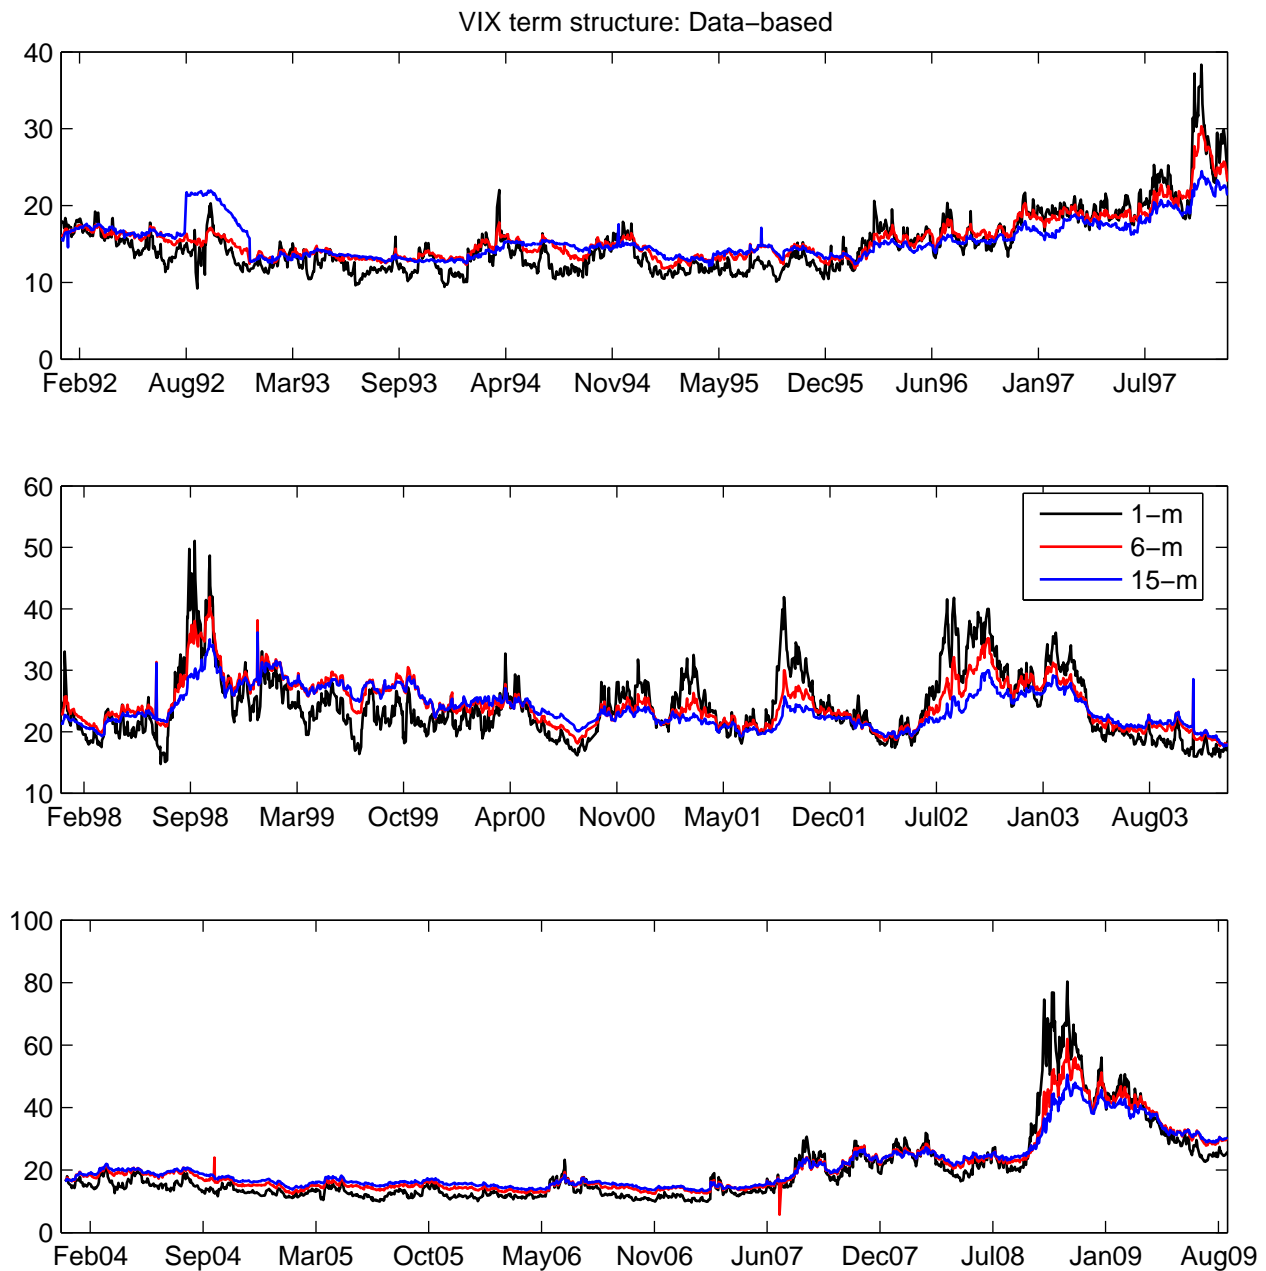 VIX term structure: Data−based
40
30
20
10
0
Feb92 Aug92 Mar93 Sep93 Apr94 Nov94 May95 Dec95 Jun96 Jan97 Jul97
60
50
40
30
20
10
1−m
6−m
15−m
Feb98 Sep98 Mar99 Oct99 Apr00 Nov00 May01 Dec01 Jul02 Jan03 Aug03
100
80
60
40
20
0
Feb04 Sep04 Mar05 Oct05 May06 Nov06 Jun07 Dec07 Jul08 Jan09 Aug09